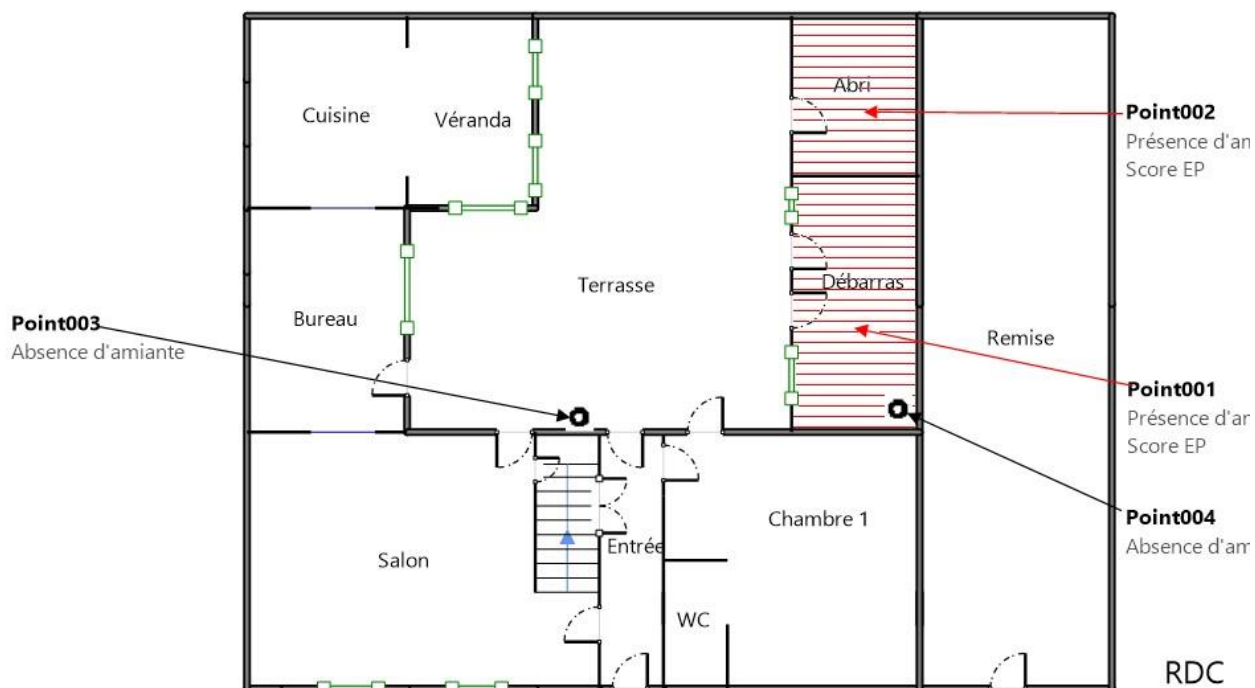 Abri
Point002
Présence d'am
Score EP
Cuisine
Véranda
Terrasse
Débarras
Point003
Absence d'amiante
Bureau
Remise
Point001
Présence d'am
Score EP
Point004
Absence d'am
Chambre 1
Salon
Entrée
WC
RDC